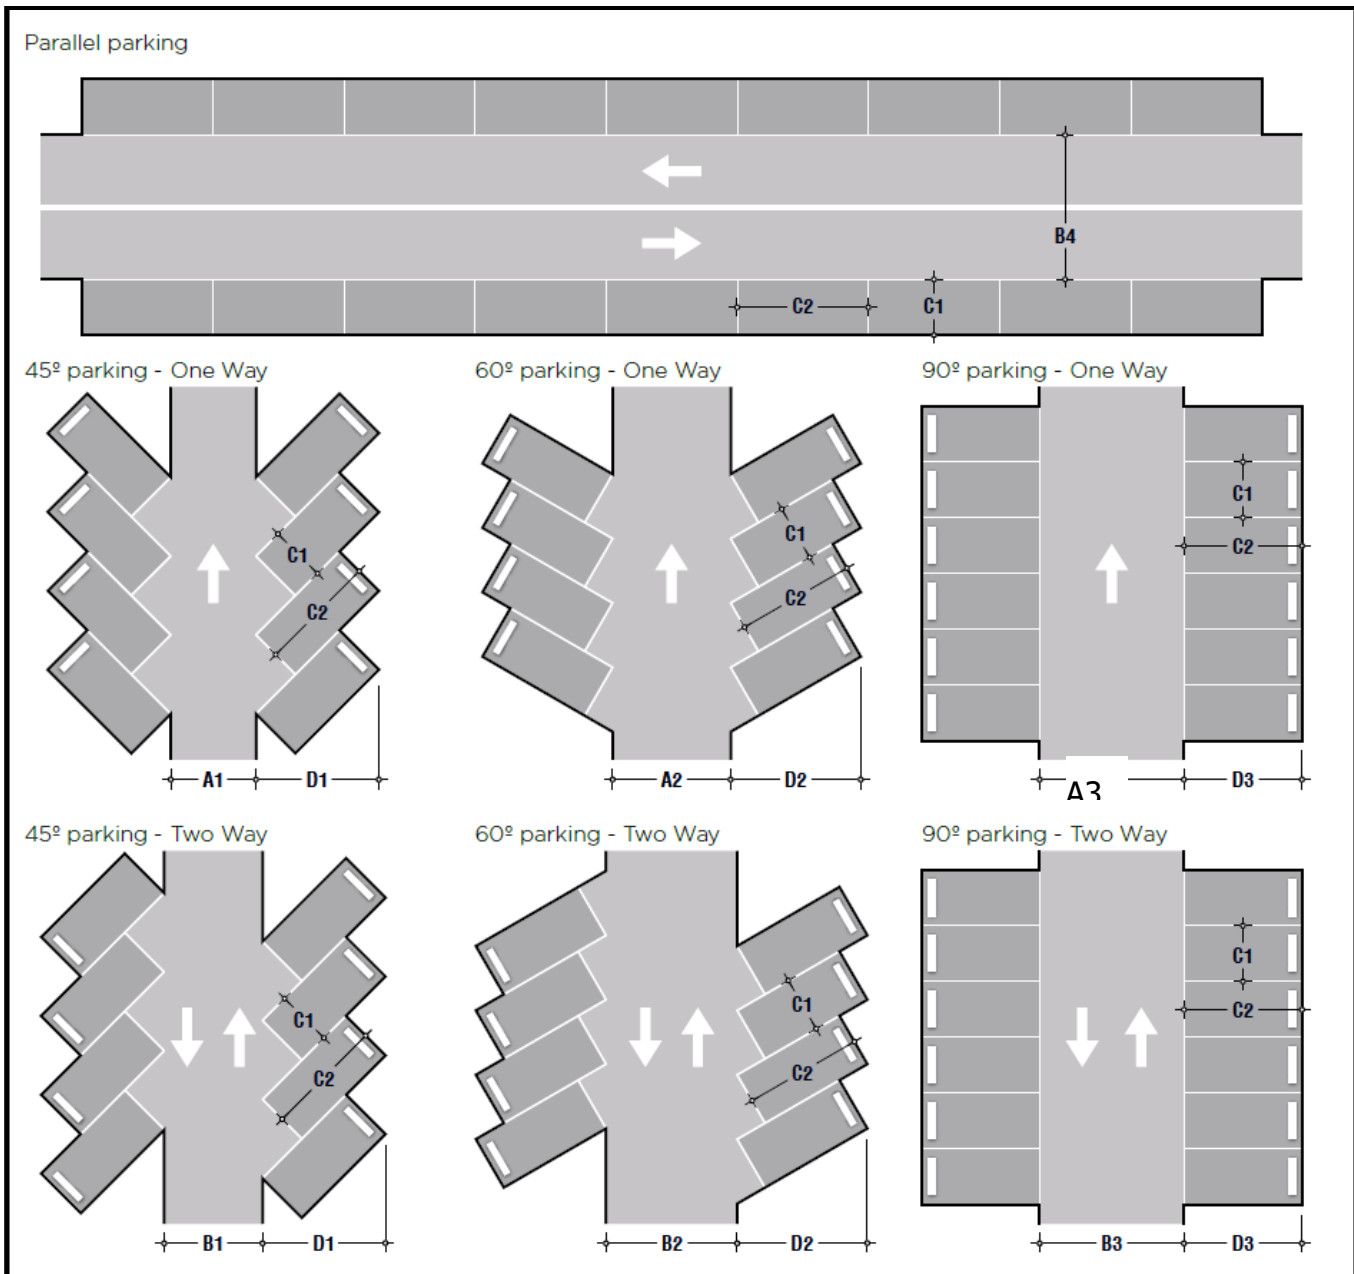 Parallel parking
B4
C2
C1
45º parking - One Way
60º parking - One Way
90º parking - One Way
C1
C2
C1
C2
C1
C2
A1
D1
A2
D2
A3
D3
45º parking - Two Way
60º parking - Two Way
90º parking - Two Way
C1
C2
C1
C2
C1
C2
B1
D1
B2
D2
B3
D3